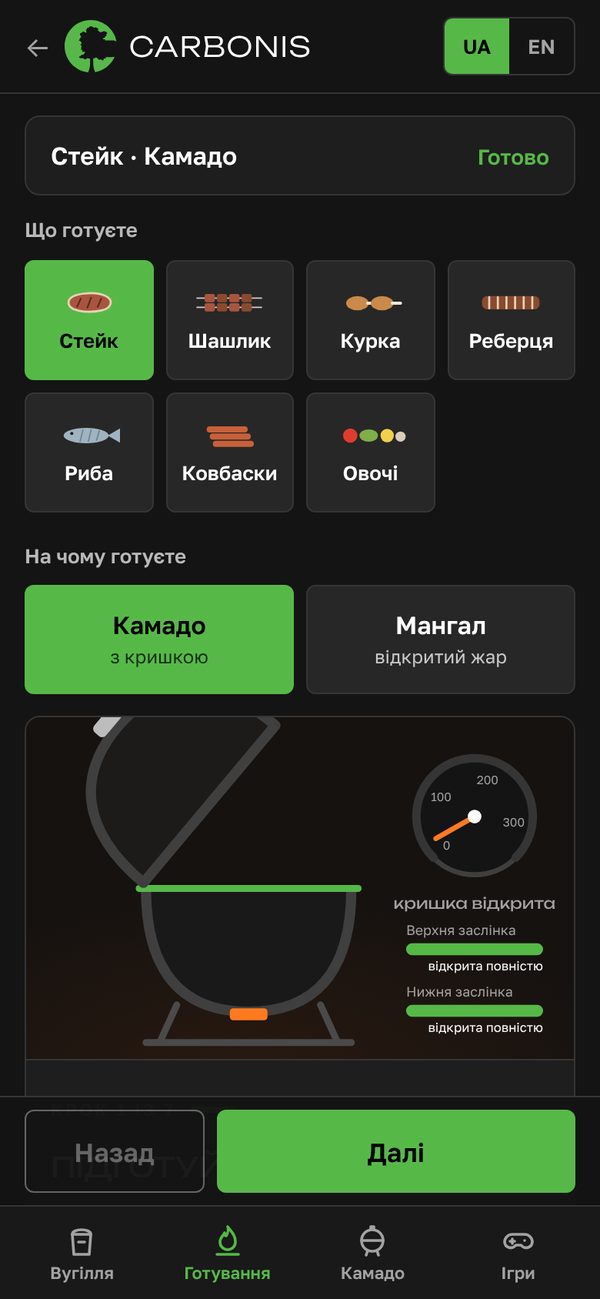 CARBONIS
UA EN
Стейк · Камадо Готово
Що готуєте
Стейк Шашлик Курка Реберця
Риба Ковбаски Овочі
На чому готуєте
Камадо Мангал
з кришкою відкритий жар
200
100
300
0
кришка відкрита
Верхня заслінка
відкрита повністю
Нижня заслінка
відкрита повністю
Назад Далі
Вугілля Готування Камадо Ігри